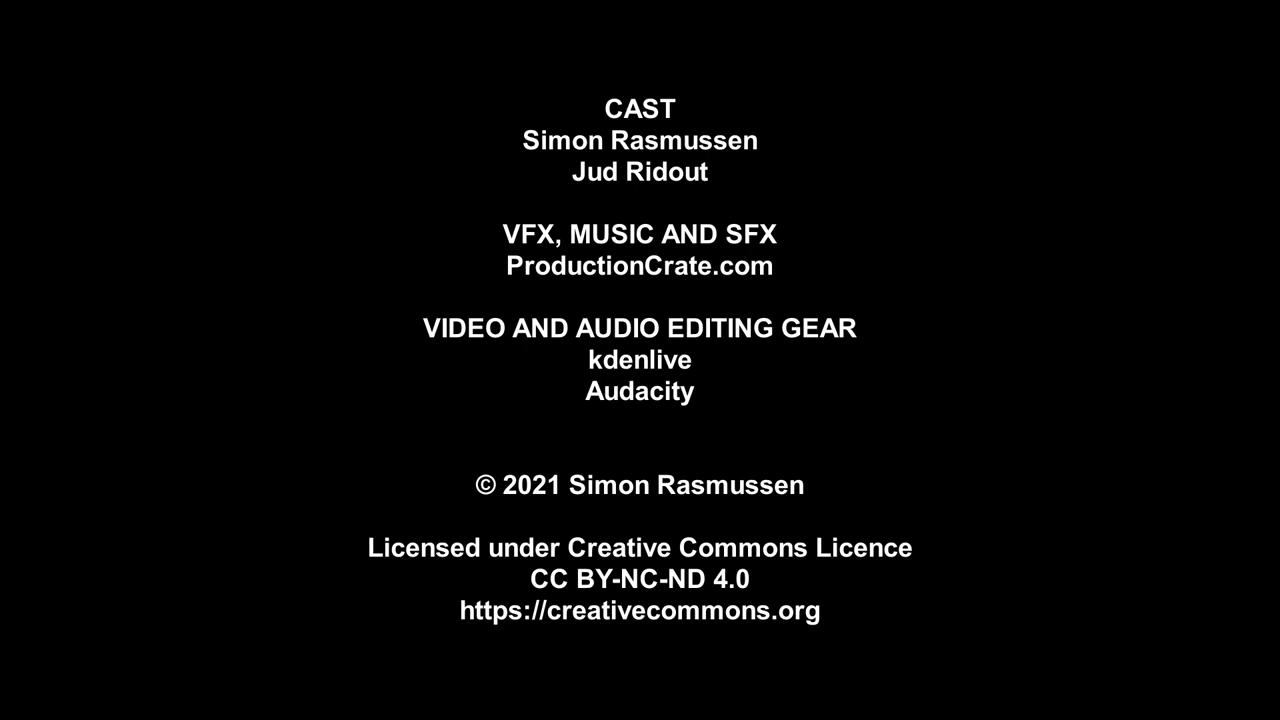 CAST
Simon Rasmussen
Jud Ridout
VFX, MUSIC AND SFX
ProductionCrate.com
VIDEO AND AUDIO EDITING GEAR
kdenlive
Audacity
© 2021 Simon Rasmussen
Licensed under Creative Commons Licence
CC BY-NC-ND 4.0
https://creativecommons.org